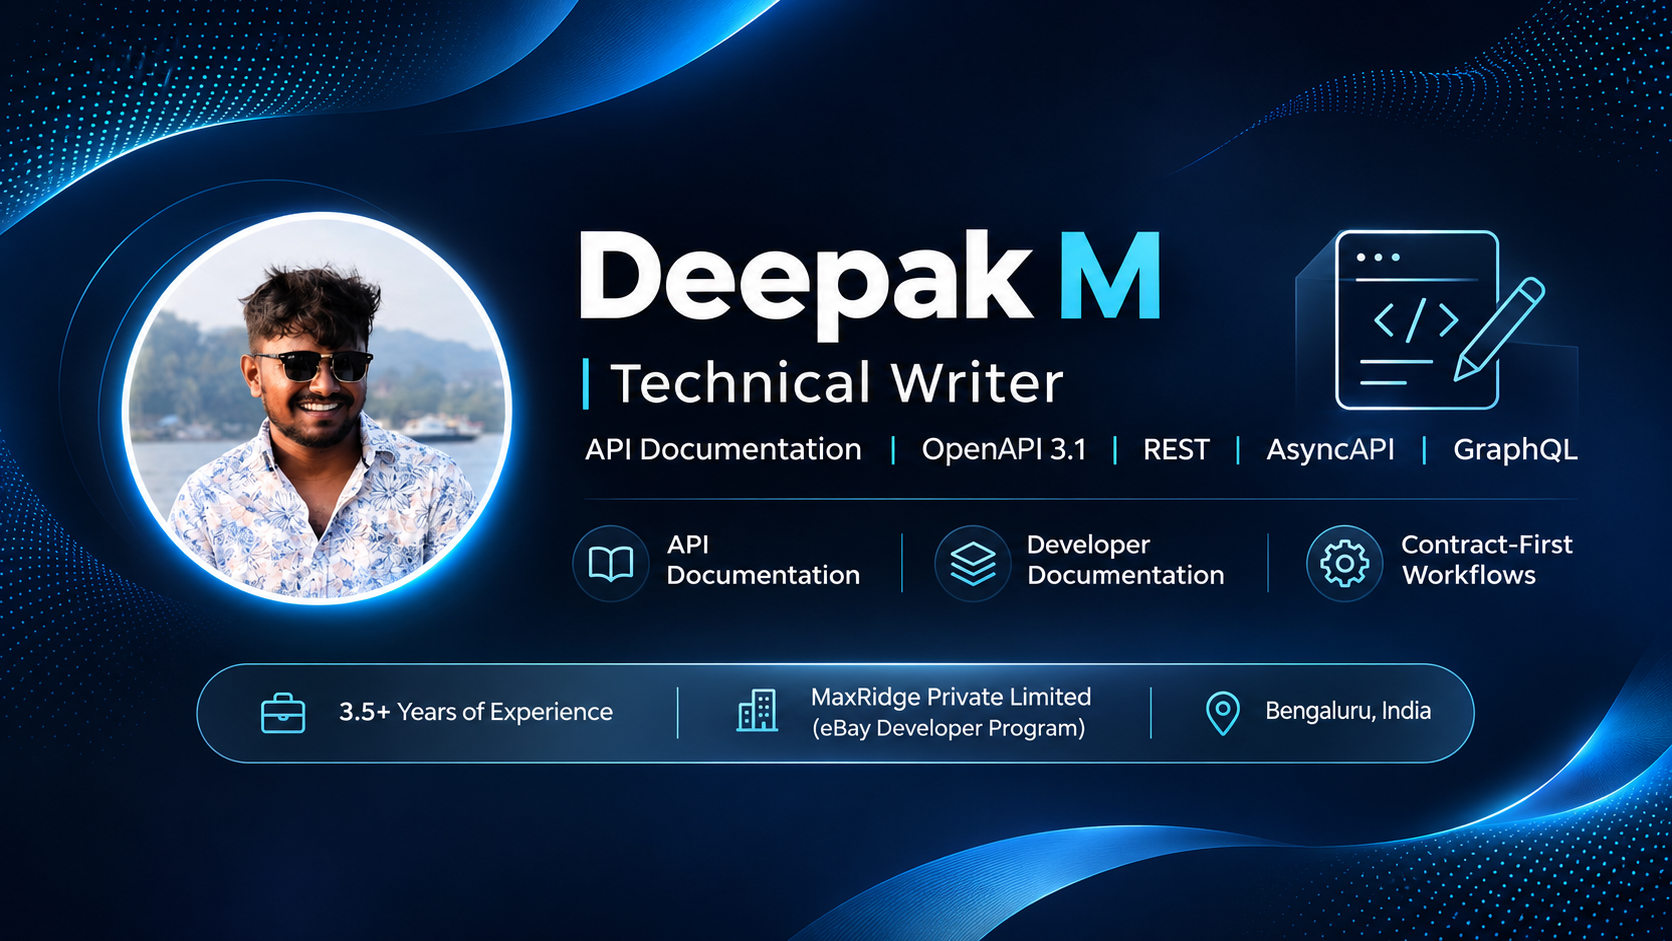 Deepak M
Technical Writer
API Documentation | OpenAPI 3.1 | REST | AsyncAPI | GraphQL
API
Documentation
Developer
Documentation
Contract-First
Workflows
3.5+ Years of Experience
MaxRidge Private Limited
(eBay Developer Program)
Bengaluru, India